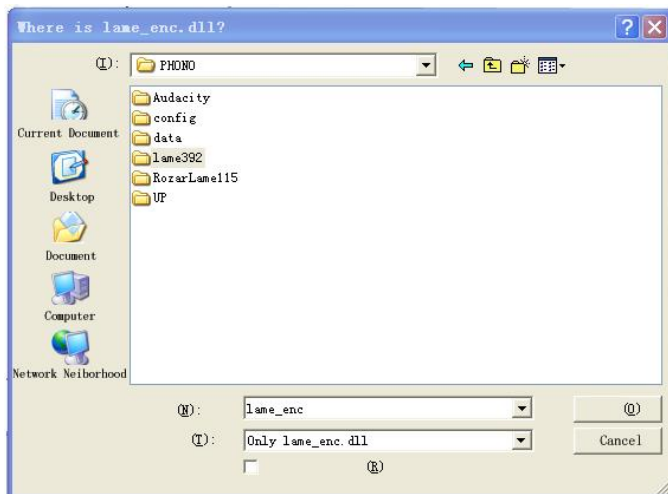 Where is lame_enc.dll?
(I): PHONO
Audacity
config
data
lame392
RozarLame115
UP
Current Document
Desktop
Document
Computer
Network Neiborhood
(N): lame_enc (O)
(T): Only lame_enc.dll Cancel
(R)